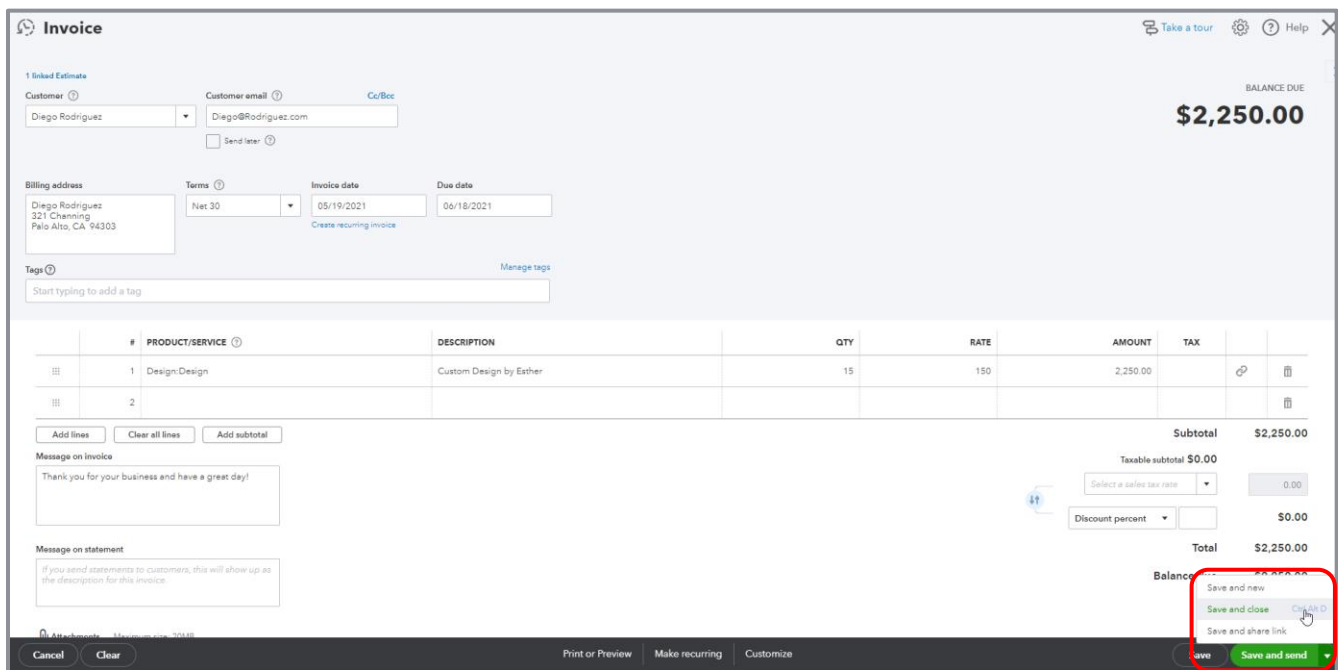 Invoice
Take a tour
Help
1 linked Estimate
Customer
Customer email
Cc/Bcc
BALANCE DUE
Diego Rodriguez
Diego@Rodriguez.com
$2,250.00
Send later
Billing address
Terms
Invoice date
Due date
Diego Rodriguez
321 Channing
Palo Alto, CA 94303
Net 30
05/19/2021
06/18/2021
Create recurring invoice
Tags
Manage tags
Start typing to add a tag
# PRODUCT/SERVICE DESCRIPTION QTY RATE AMOUNT TAX
1 Design:Design Custom Design by Esther 15 150 2,250.00
2
Add lines
Clear all lines
Add subtotal
Subtotal $2,250.00
Message on invoice
Taxable subtotal $0.00
Thank you for your business and have a great day!
Select a sales tax rate
0.00
Discount percent
$0.00
Message on statement
Total $2,250.00
If you send statements to customers, this will show up as
the description for this invoice.
Balance
Save and new
Save and close Ctrl Alt D
Save and share link
Attachments Maximum size: 20MB
Cancel
Clear
Print or Preview
Make recurring
Customize
Save
Save and send